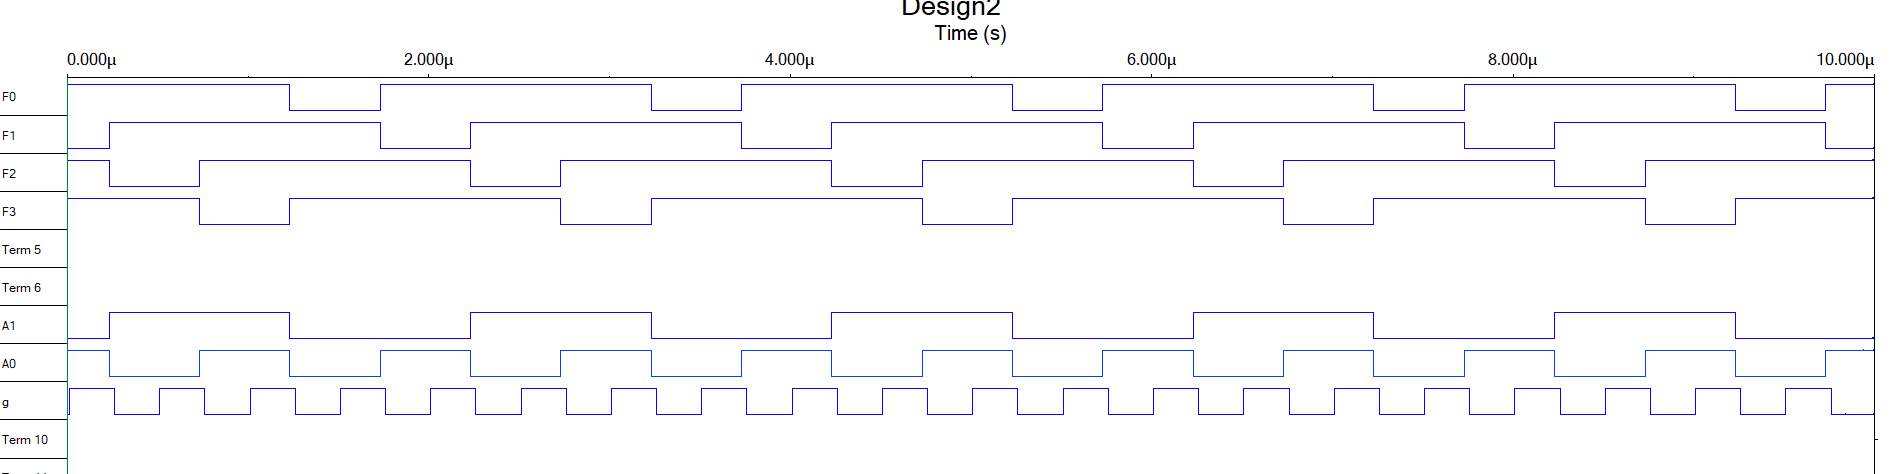 Design2
Time (s)
0.000µ 2.000µ 4.000µ 6.000µ 8.000µ 10.000µ
F0
F1
F2
F3
Term 5
Term 6
A1
A0
g
Term 10